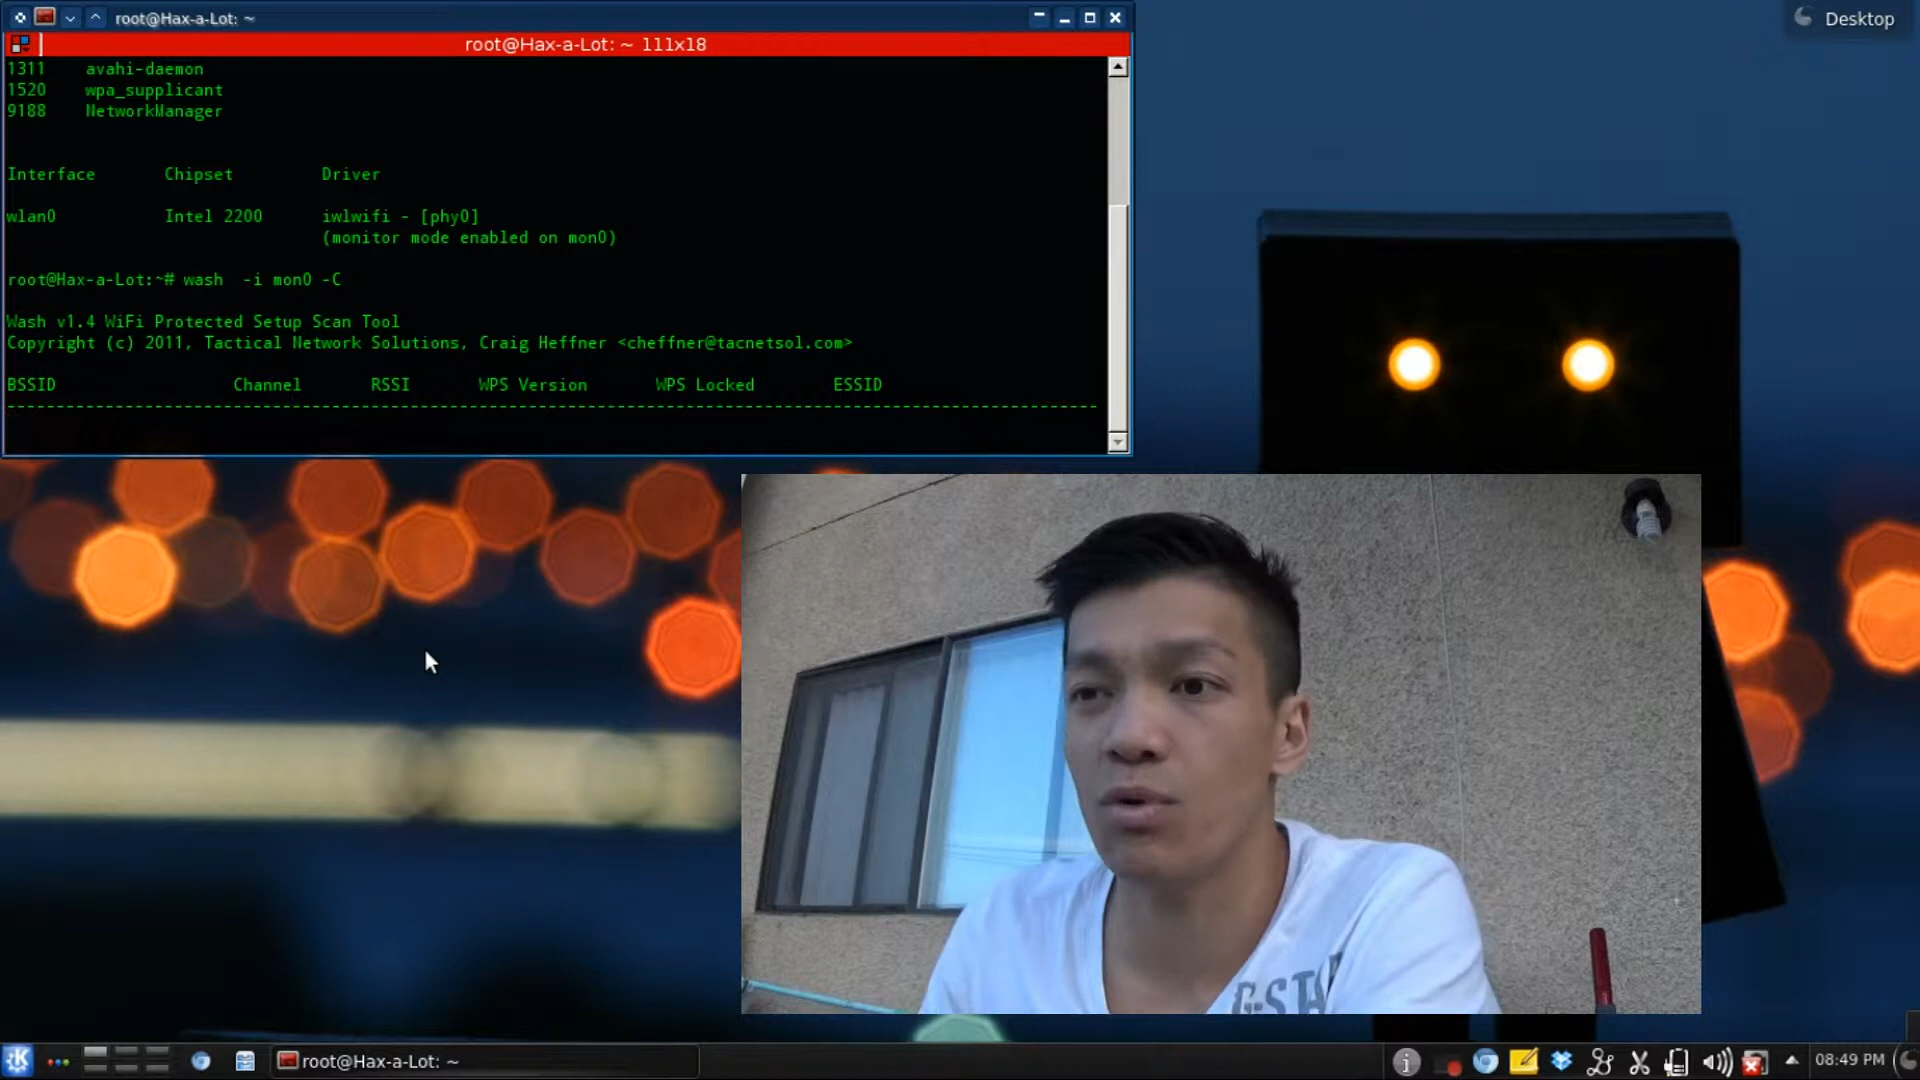 root@Hax-a-Lot: ~
Desktop
root@Hax-a-Lot: ~ 111x18
1311 avahi-daemon
1520 wpa_supplicant
9188 NetworkManager
Interface Chipset Driver
wlan0 Intel 2200 iwlwifi - [phy0]
(monitor mode enabled on mon0)
root@Hax-a-Lot:~# wash  -i mon0 -C
Wash v1.4 WiFi Protected Setup Scan Tool
Copyright (c) 2011, Tactical Network Solutions, Craig Heffner <cheffner@tacnetsol.com>
BSSID Channel RSSI WPS Version WPS Locked ESSID
--------------------------------------------------------------------------------------------------------------- 
G-STA
root@Hax-a-Lot: ~
08:49 PM